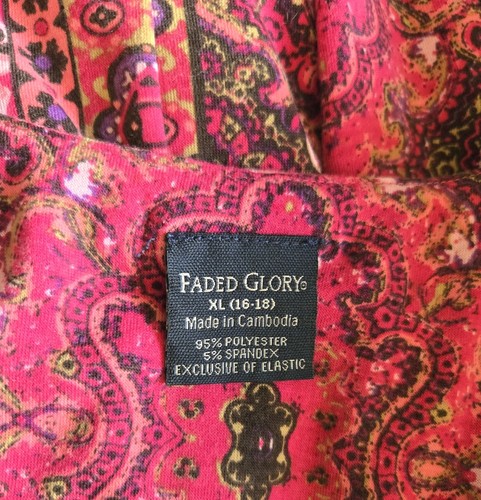 FADED GLORY®
XL (16-18)
Made in Cambodia
95% POLYESTER
5% SPANDEX
EXCLUSIVE OF ELASTIC